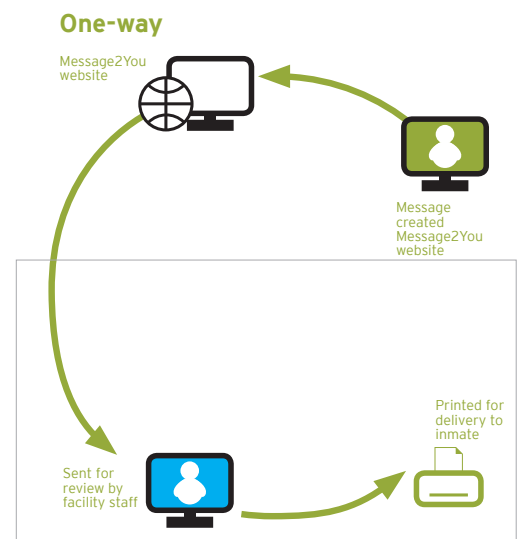 One-way
Message2You
website
Message
created
Message2You
website
Printed for
delivery to
inmate
Sent for
review by
facility staff